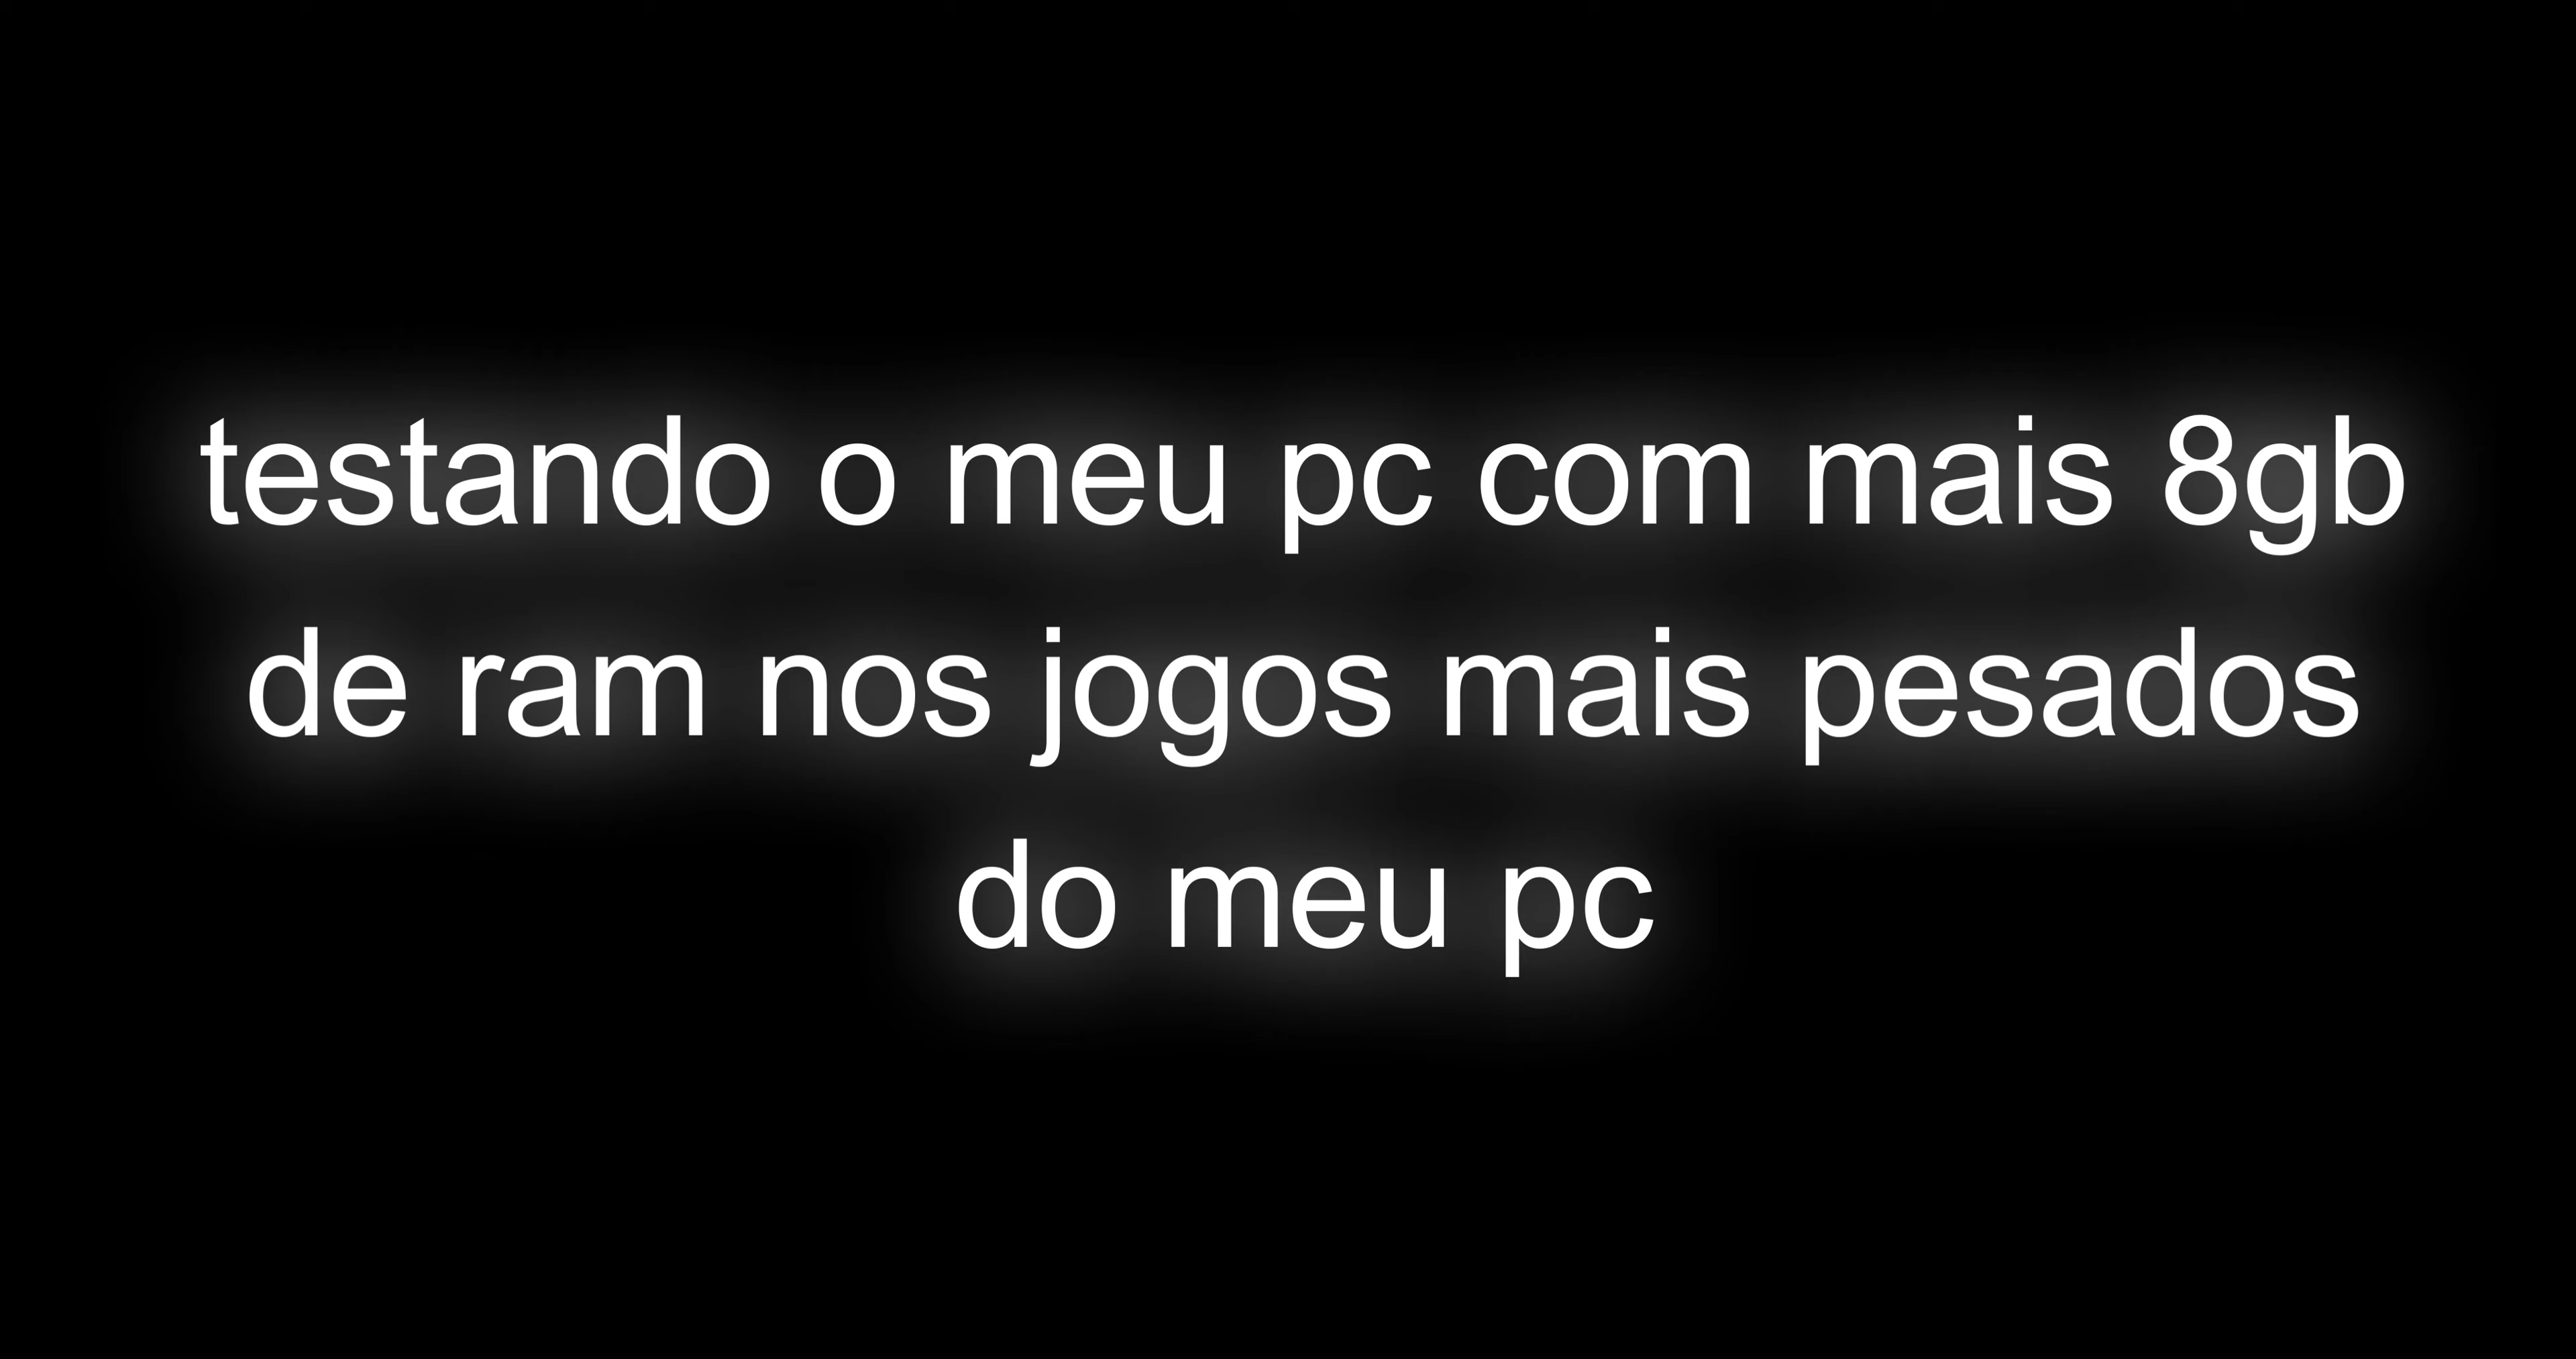 testando o meu pc com mais 8gb
de ram nos jogos mais pesados
do meu pc